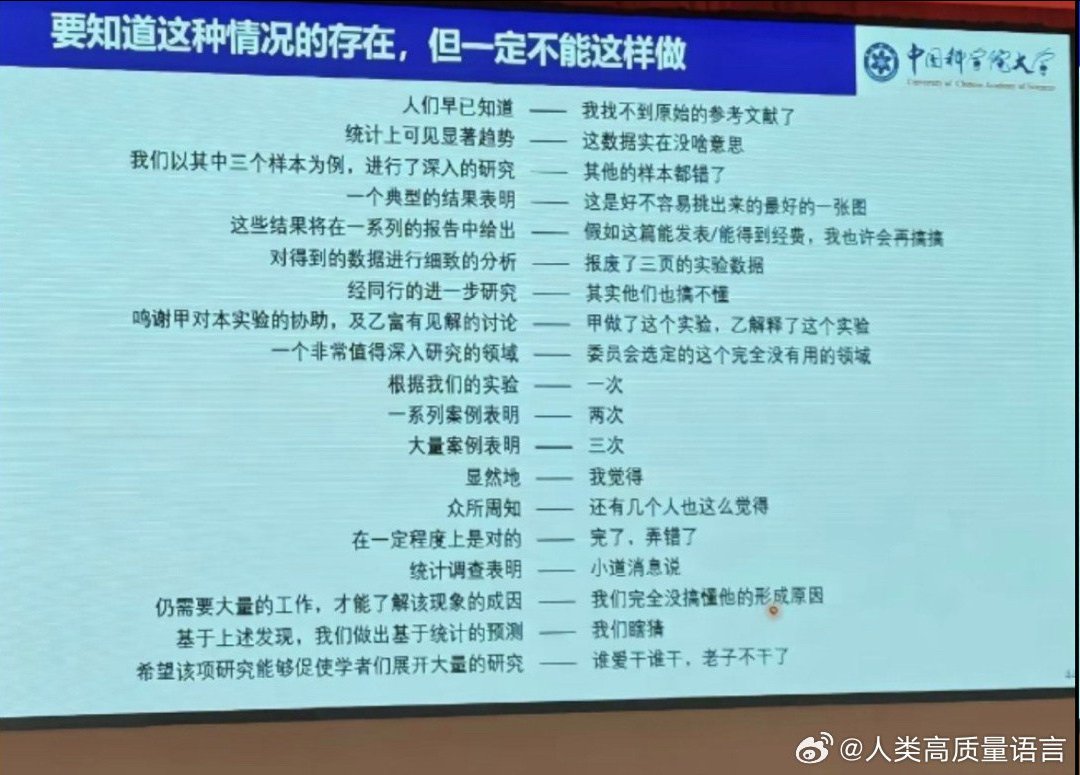 要知道这种情况的存在，但一定不能这样做
中国科学院大学
University of Chinese Academy of Sciences
人们早已知道 —— 我找不到原始的参考文献了
统计上可见显著趋势 —— 这数据实在没啥意思
我们以其中三个样本为例，进行了深入的研究 —— 其他的样本都错了
一个典型的结果表明 —— 这是好不容易挑出来的最好的一张图
这些结果将在一系列的报告中给出 —— 假如这篇能发表/能得到经费，我也许会再搞搞
对得到的数据进行细致的分析 —— 报废了三页的实验数据
经同行的进一步研究 —— 其实他们也搞不懂
鸣谢甲对本实验的协助，及乙富有见解的讨论 —— 甲做了这个实验，乙解释了这个实验
一个非常值得深入研究的领域 —— 委员会选定的这个完全没有用的领域
根据我们的实验 —— 一次
一系列案例表明 —— 两次
大量案例表明 —— 三次
显然地 —— 我觉得
众所周知 —— 还有几个人也这么觉得
在一定程度上是对的 —— 完了，弄错了
统计调查表明 —— 小道消息说
仍需要大量的工作，才能了解该现象的成因 —— 我们完全没搞懂他的形成原因
基于上述发现，我们做出基于统计的预测 —— 我们瞎猜
希望该项研究能够促使学者们展开大量的研究 —— 谁爱干谁干，老子不干了
@人类高质量语言